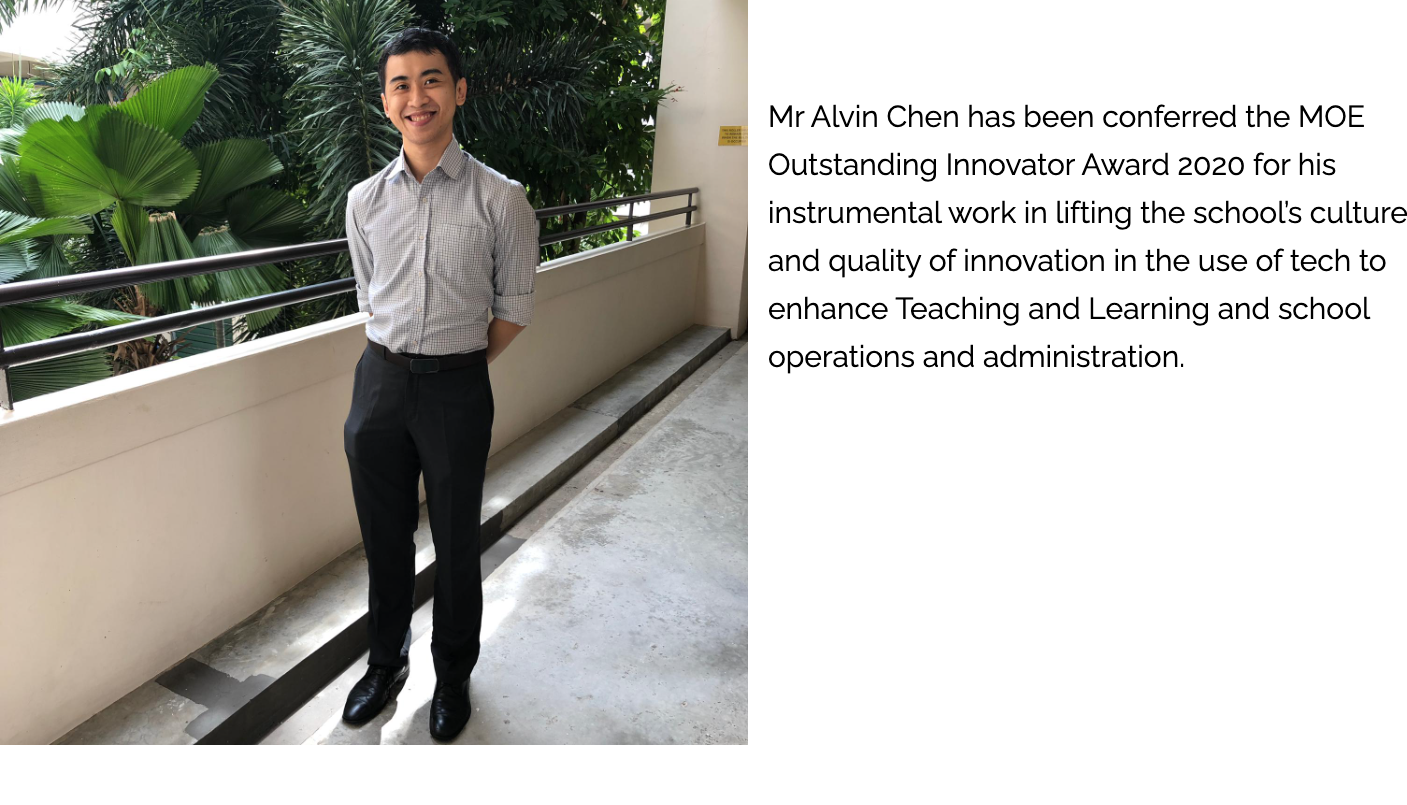 Mr Alvin Chen has been conferred the MOE
Outstanding Innovator Award 2020 for his
instrumental work in lifting the school’s culture
and quality of innovation in the use of tech to
enhance Teaching and Learning and school
operations and administration.